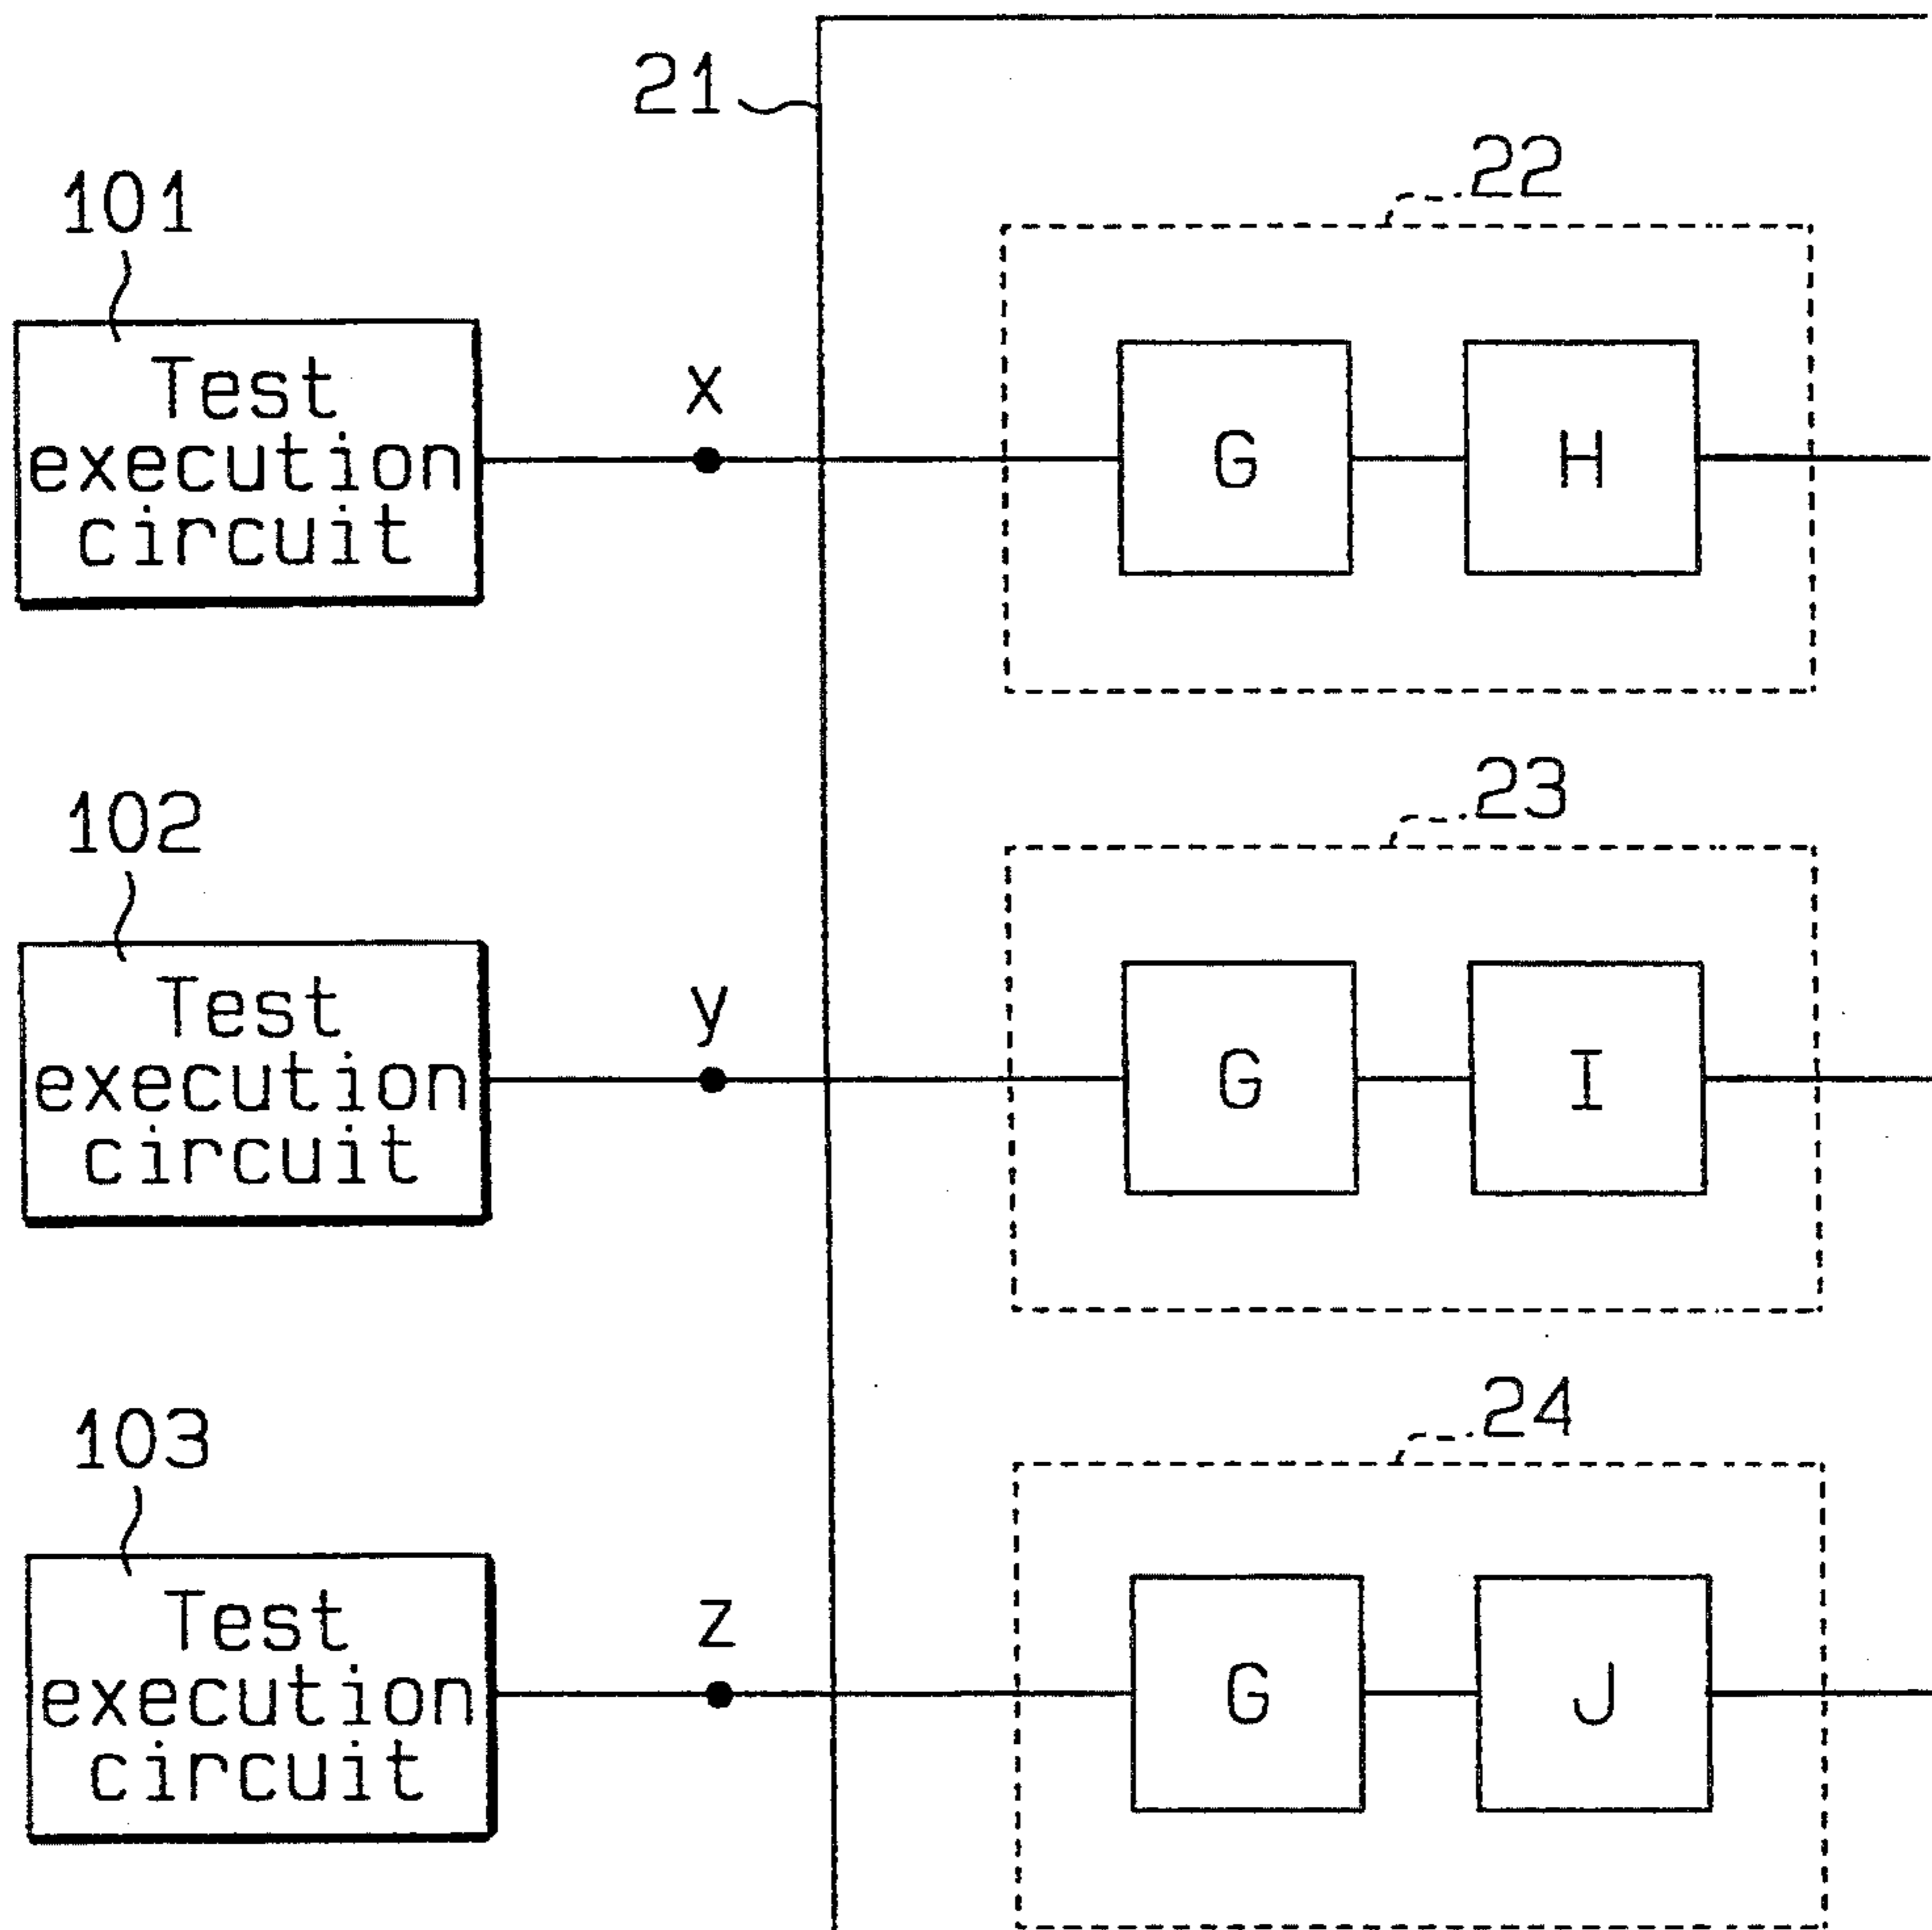 21
22
101
Test
execution
circuit
x
G
H
23
102
Test
execution
circuit
y
G
I
24
103
Test
execution
circuit
z
G
J